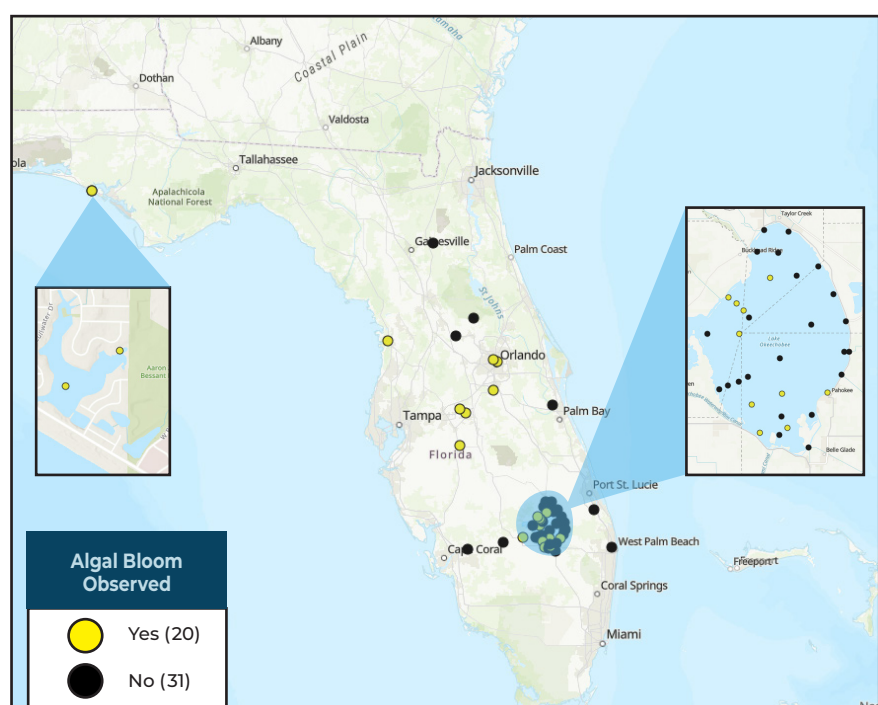 Albany
Coastal Plain
Dothan
Valdosta
Tallahassee
Jacksonville
Apalachicola
National Forest
Palm Coast
St Johns
Orlando
Tampa
Palm Bay
Florida
Port St. Lucie
Cape Coral
West Palm Beach
Freeport
Coral Springs
Miami
Aaron
Bessant
Taylor Creek
Lake
Okeechobee
Pahokee
Belle Glade
Algal Bloom
Observed
Yes (20)
No (31)